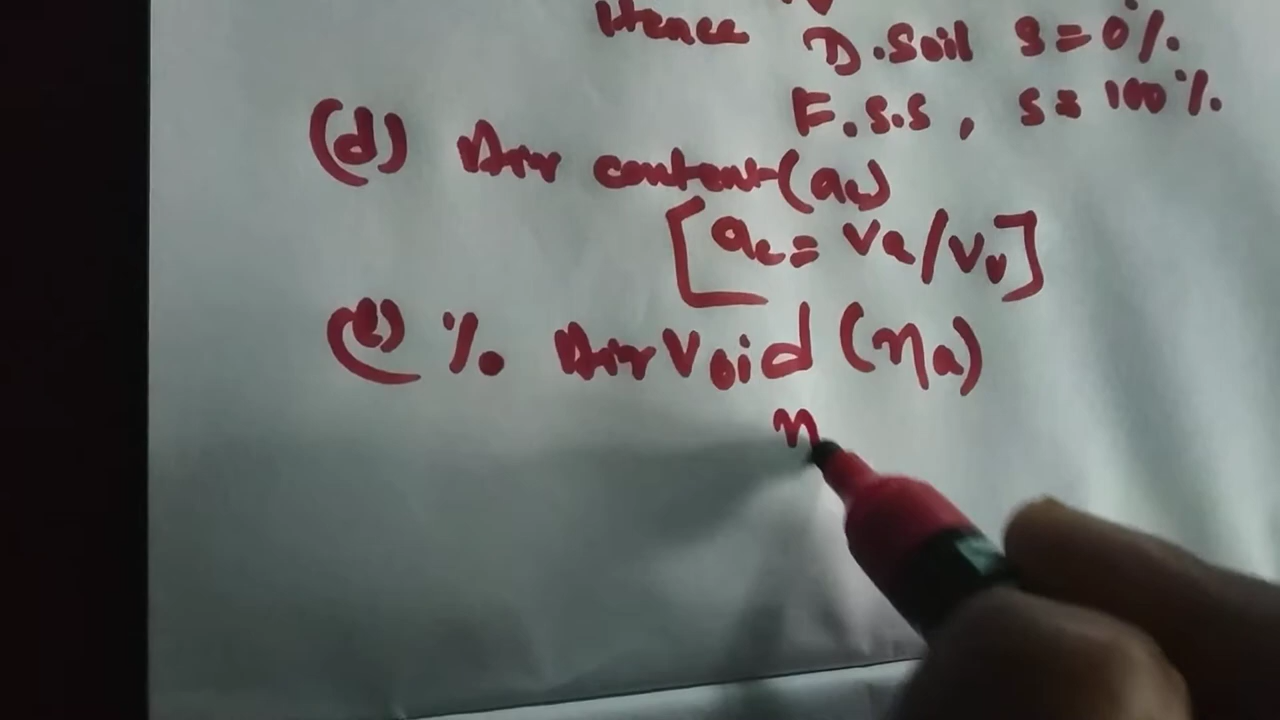 Hence D.Soil S=0%.
F.S.S, S=100%.
(d) Air content (ac)
[ac = Va/Vv]
(e) %. Air Void (ηa)
η